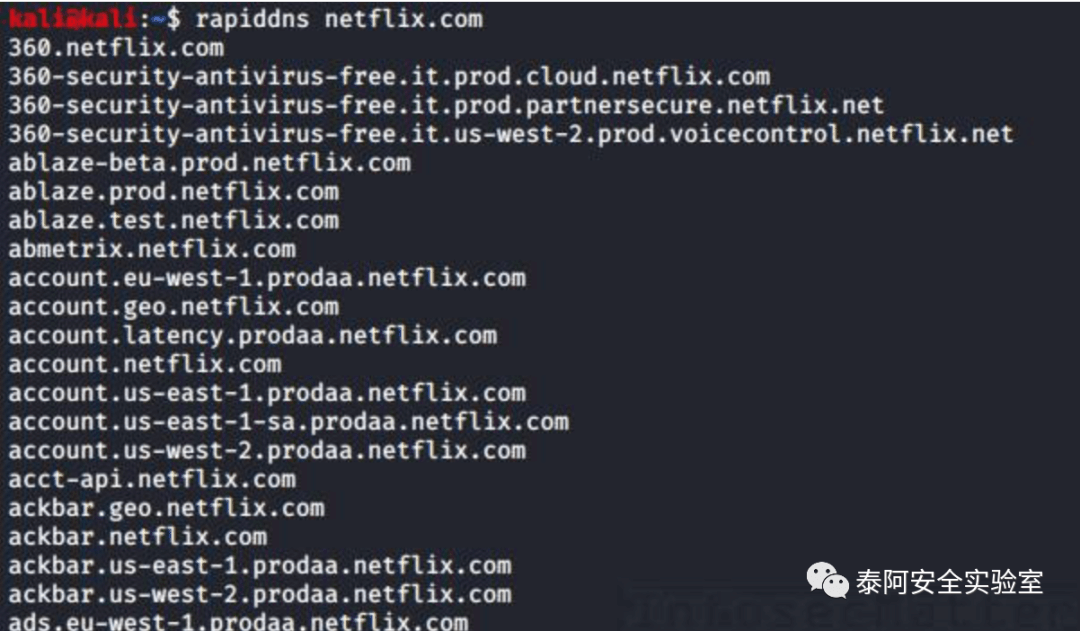 kali@kali:~$ rapiddns netflix.com
360.netflix.com
360-security-antivirus-free.it.prod.cloud.netflix.com
360-security-antivirus-free.it.prod.partnersecure.netflix.net
360-security-antivirus-free.it.us-west-2.prod.voicecontrol.netflix.net
ablaze-beta.prod.netflix.com
ablaze.prod.netflix.com
ablaze.test.netflix.com
abmetrix.netflix.com
account.eu-west-1.prodaa.netflix.com
account.geo.netflix.com
account.latency.prodaa.netflix.com
account.netflix.com
account.us-east-1.prodaa.netflix.com
account.us-east-1-sa.prodaa.netflix.com
account.us-west-2.prodaa.netflix.com
acct-api.netflix.com
ackbar.geo.netflix.com
ackbar.netflix.com
ackbar.us-east-1.prodaa.netflix.com
ackbar.us-west-2.prodaa.netflix.com
泰阿安全实验室
ads.eu-west-1.prodaa.netflix.com
InfosecMatter